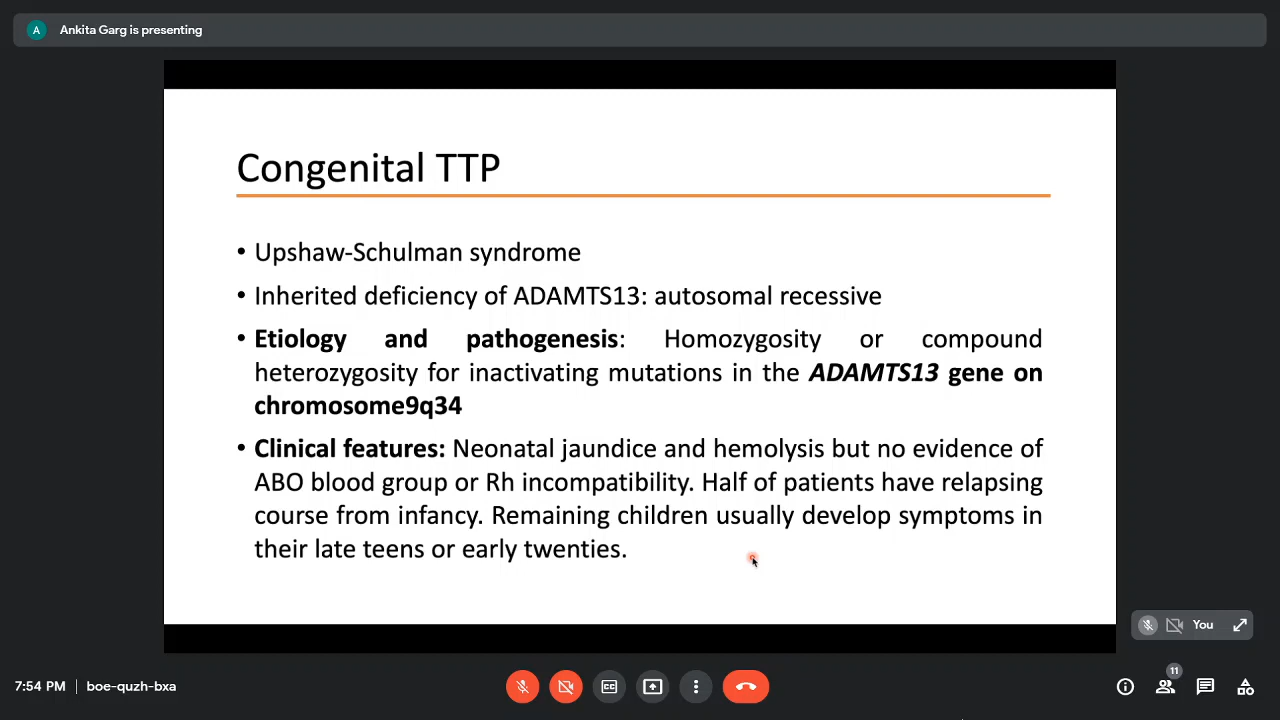 A Ankita Garg is presenting
Congenital TTP
• Upshaw-Schulman syndrome
• Inherited deficiency of ADAMTS13: autosomal recessive
• Etiology and pathogenesis: Homozygosity or compound
heterozygosity for inactivating mutations in the ADAMTS13 gene on
chromosome9q34
• Clinical features: Neonatal jaundice and hemolysis but no evidence of
ABO blood group or Rh incompatibility. Half of patients have relapsing
course from infancy. Remaining children usually develop symptoms in
their late teens or early twenties.
You
7:54 PM | boe-quzh-bxa
CC
11